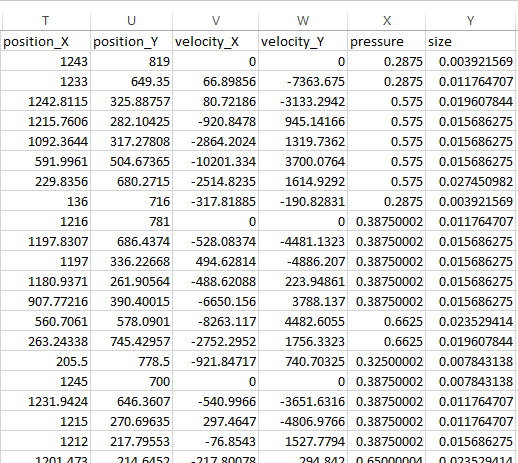 T U V W X Y
position_X position_Y velocity_X velocity_Y pressure size
1243 819 0 0 0.2875 0.003921569
1233 649.35 66.89856 -7363.675 0.2875 0.011764706
1242.8115 325.88757 80.72186 -3133.2942 0.575 0.019607844
1215.7606 282.10425 -920.8478 945.14166 0.575 0.015686275
1092.3644 317.27808 -2864.2024 1319.7362 0.575 0.015686275
591.9961 504.67365 -10201.334 3700.0764 0.575 0.015686275
229.8356 680.2715 -2514.8235 1614.9292 0.575 0.027450982
136 716 -317.81885 -190.82831 0.2875 0.003921569
1216 781 0 0 0.38750002 0.011764707
1197.8307 686.4374 -528.08374 -4481.1323 0.38750002 0.015686275
1197 336.22668 494.62814 -4886.207 0.38750002 0.015686275
1180.9371 261.90564 -488.62088 223.94861 0.38750002 0.015686275
907.77216 390.40015 -6650.156 3788.137 0.38750002 0.015686275
560.7061 578.0901 -8263.117 4482.6055 0.6625 0.023529414
263.24338 745.42957 -2752.2952 1756.3323 0.6625 0.019607844
205.5 778.5 -921.84717 740.70325 0.32500002 0.007843138
1245 700 0 0 0.38750002 0.007843138
1231.9424 646.3607 -540.9966 -3651.6316 0.38750002 0.011764707
1215 270.69635 297.4647 -4806.9766 0.38750002 0.011764707
1212 217.79553 -76.8543 1527.7794 0.38750002 0.015686275
1201.473 214.6452 -217.80078 294.842 0.65000004 0.023529414